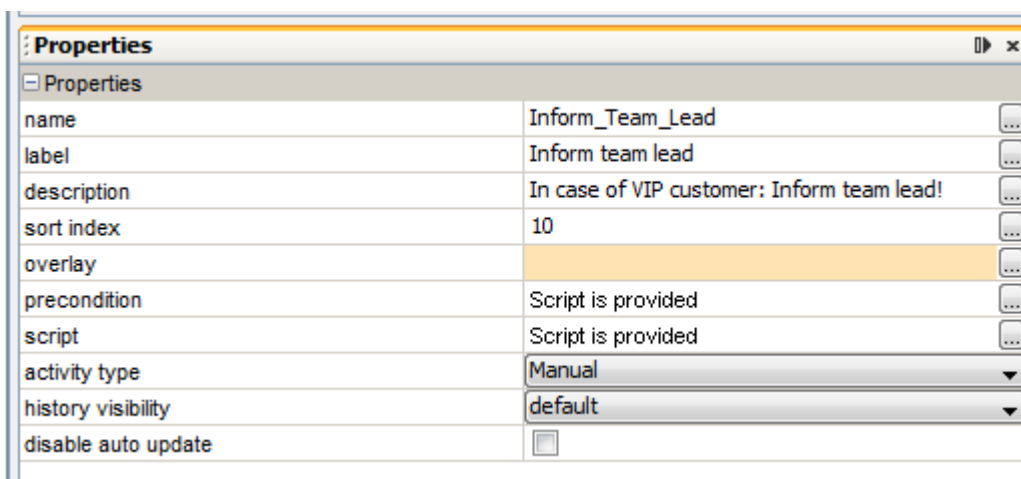 Properties
Properties
name Inform_Team_Lead ...
label Inform team lead ...
description In case of VIP customer: Inform team lead! ...
sort index 10 ...
overlay ...
precondition Script is provided ...
script Script is provided ...
activity type Manual
history visibility default
disable auto update